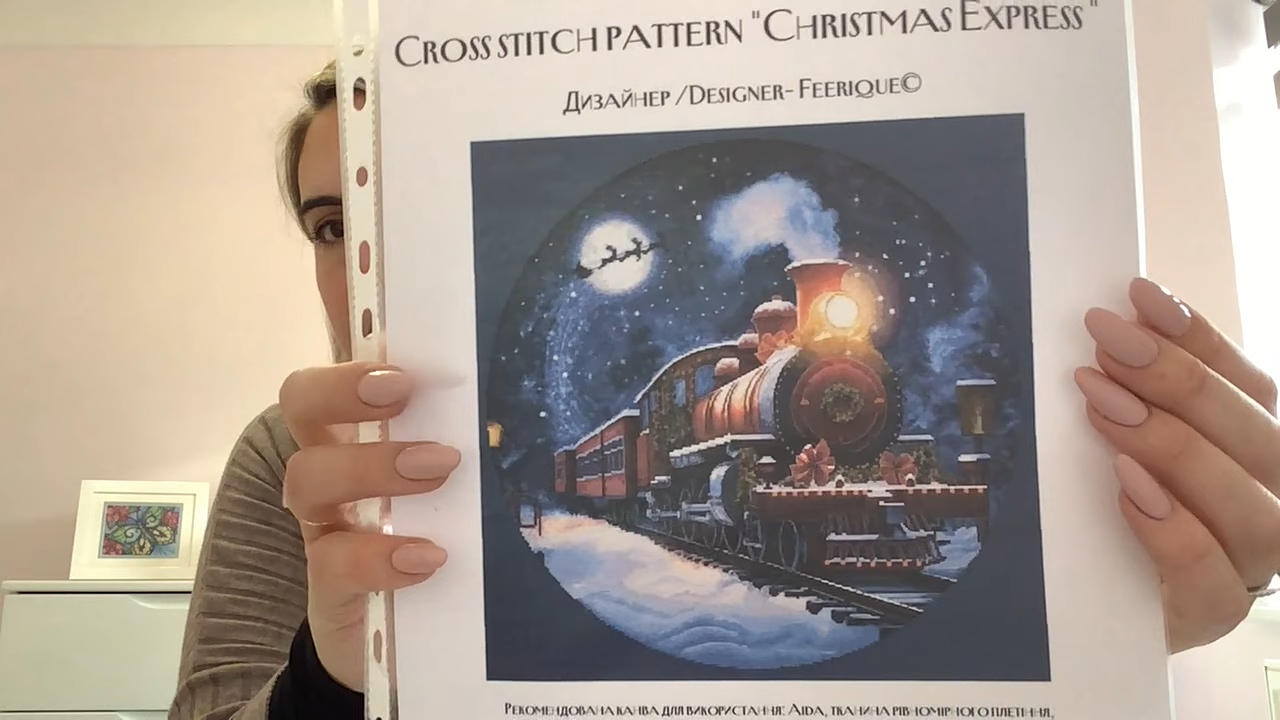 Cross stitch pattern "Christmas Express"
Дизайнер /Designer- Feerique©
Рекомендована канва для використання: Aida, тканина рівномірного плетіння,